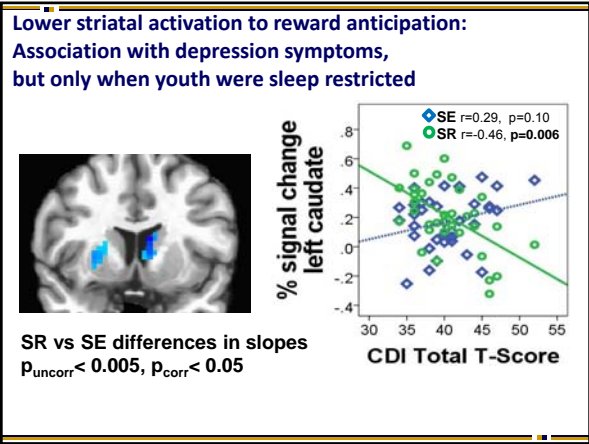 Lower striatal activation to reward anticipation:
Association with depression symptoms,
but only when youth were sleep restricted
SE r=0.29, p=0.10
SR r=-0.46, p=0.006
% signal change
left caudate
.8
.6
.4
.2
.0
-.2
-.4
30 35 40 45 50 55
CDI Total T-Score
SR vs SE differences in slopes
puncorr< 0.005, pcorr< 0.05